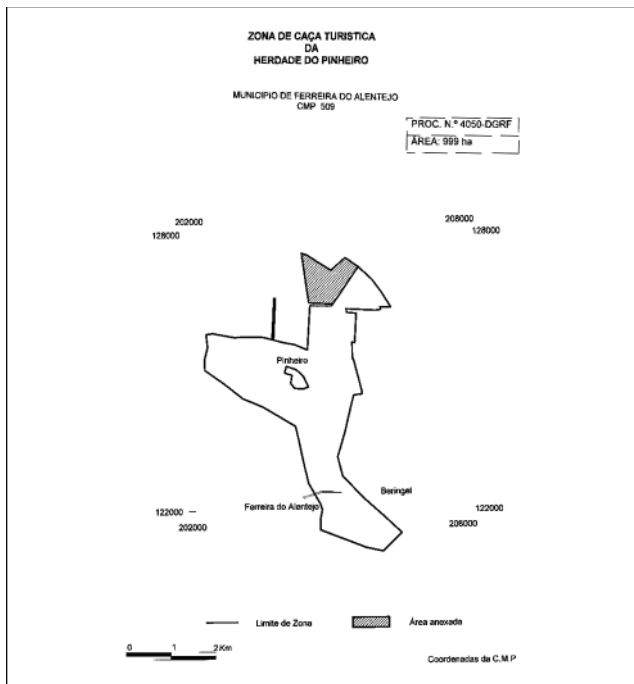 ZONA DE CAÇA TURISTICA
DA
HERDADE DO PINHEIRO
MUNICIPIO DE FERREIRA DO ALENTEJO
CMP 509
PROC. N.º 4050-DGRF
ÁREA: 999 ha
202000
128000
208000
128000
Pinheiro
Beringel
Ferreira do Alentejo
122000
202000
122000
208000
Limite de Zona
Área anexada
0 1 2 Km
Coordenadas da C.M.P